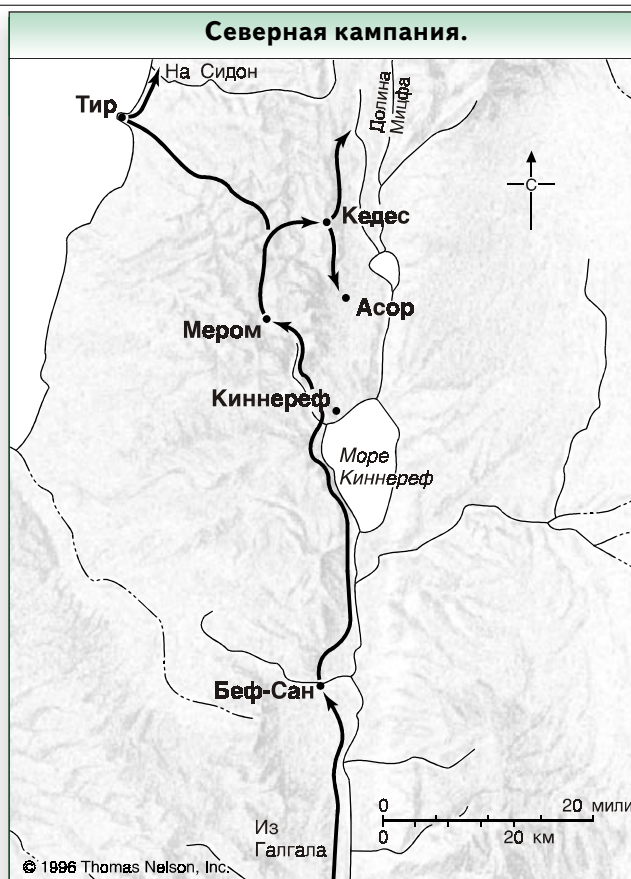 Северная кампания.
На Сидон
Тир
Долина
Мицфа
С
Кедес
Асор
Мером
Киннереф
Море
Киннереф
Беф-Сан
0 20 мили
0 20 км
Из
Галгала
© 1996 Thomas Nelson, Inc.